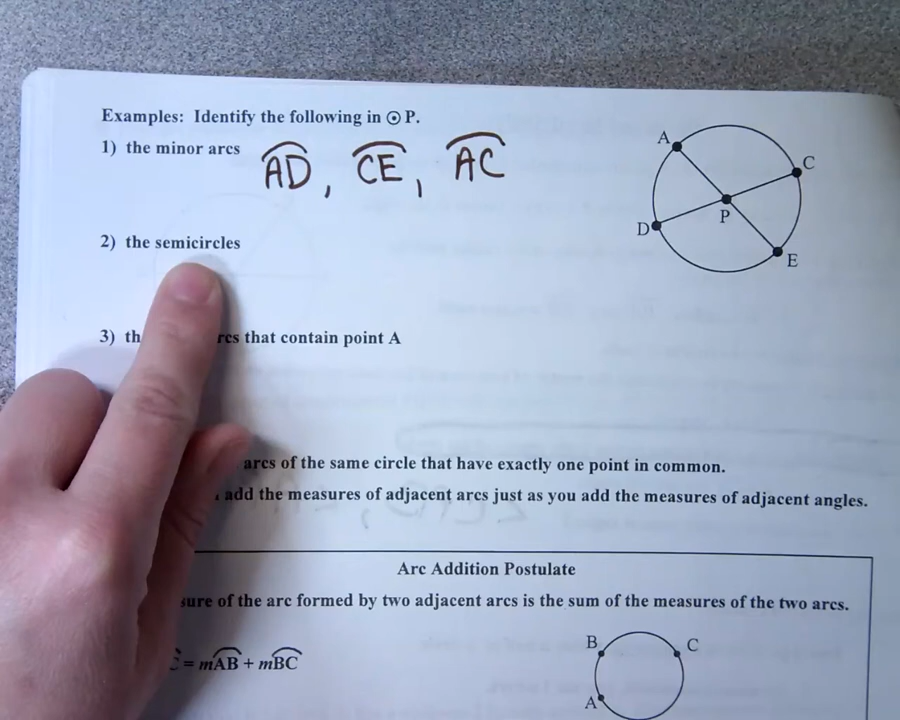 Examples: Identify the following in ⊙ P.
1) the minor arcs AD, CE, AC
2) the semicircles
3) that contain point A
arcs of the same circle that have exactly one point in common.
add the measures of adjacent arcs just as you add the measures of adjacent angles.
Arc Addition Postulate
of the arc formed by two adjacent arcs is the sum of the measures of the two arcs.
= mAB + mBC
A
C
P
D
E
B
C
A